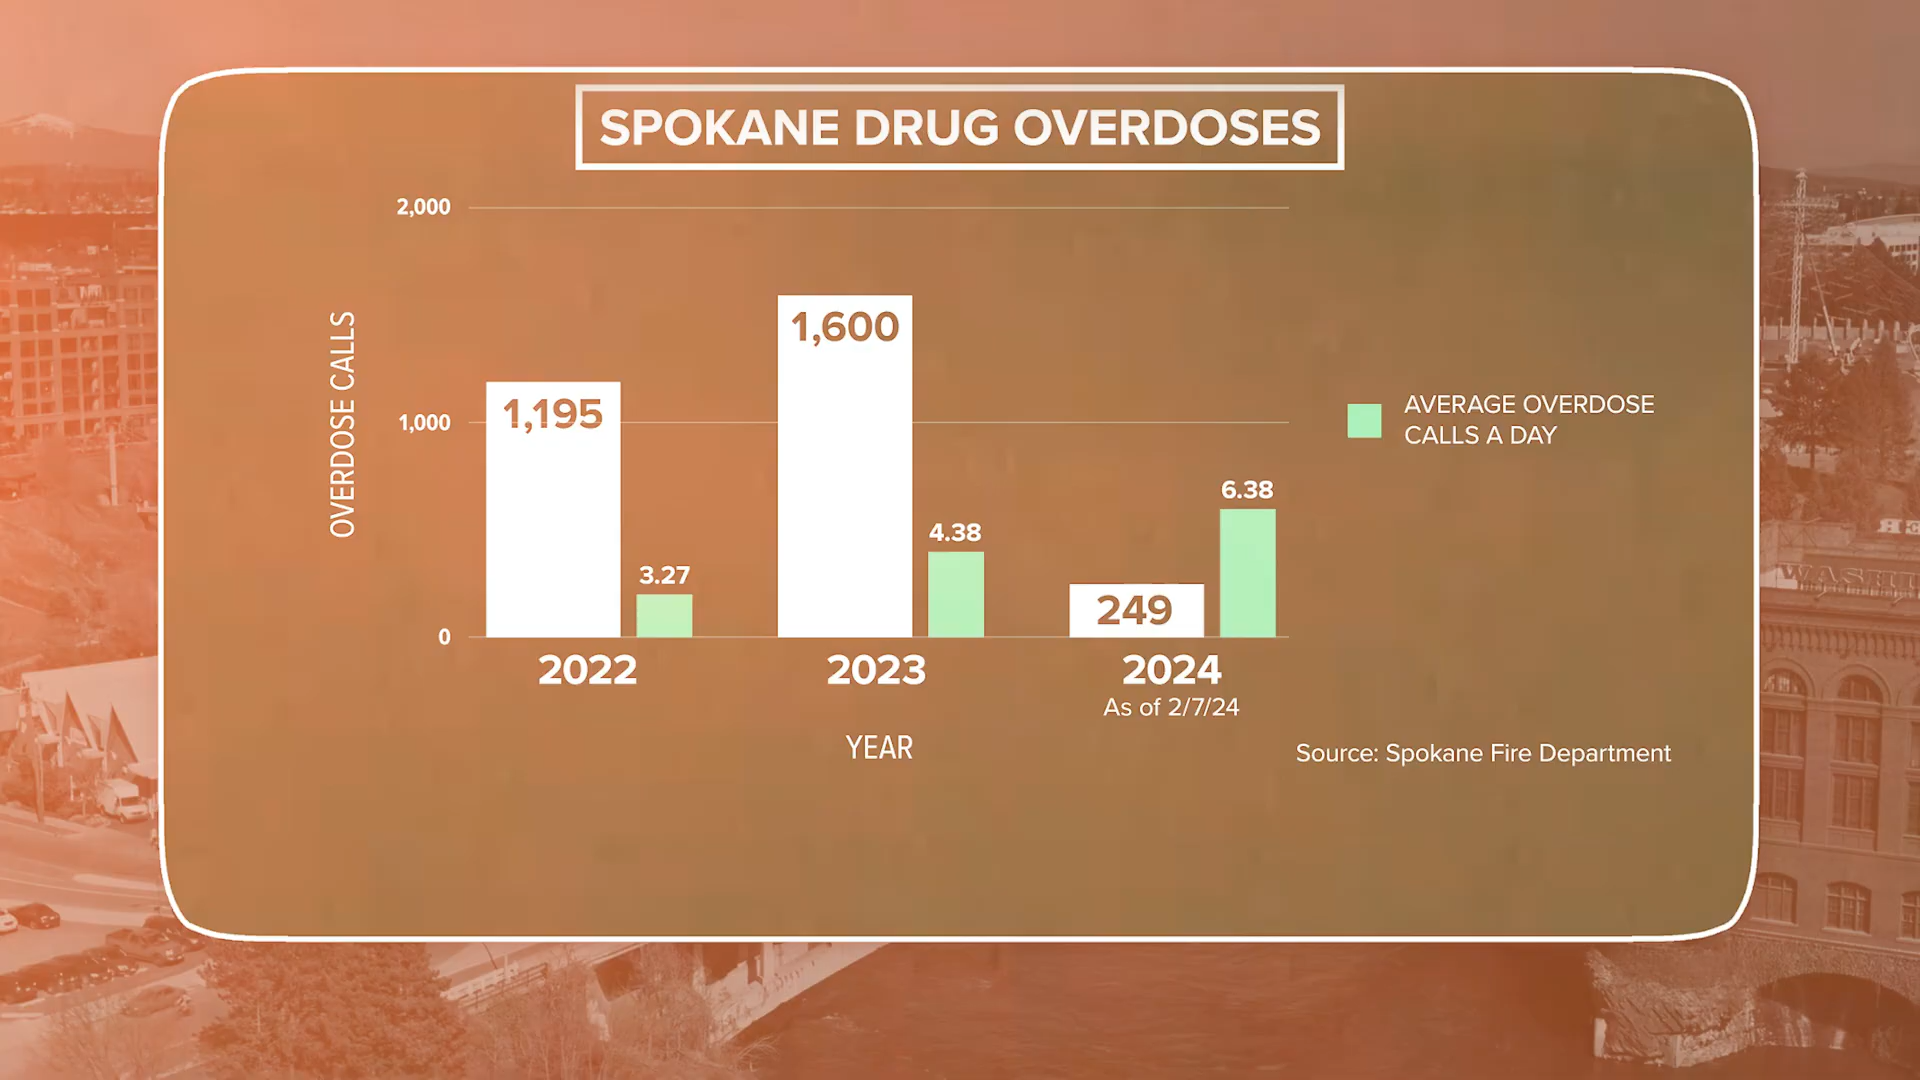 SPOKANE DRUG OVERDOSES
2,000
1,000
0
OVERDOSE CALLS
1,195
3.27
1,600
4.38
249
6.38
2022
2023
2024
As of 2/7/24
YEAR
AVERAGE OVERDOSE
CALLS A DAY
Source: Spokane Fire Department